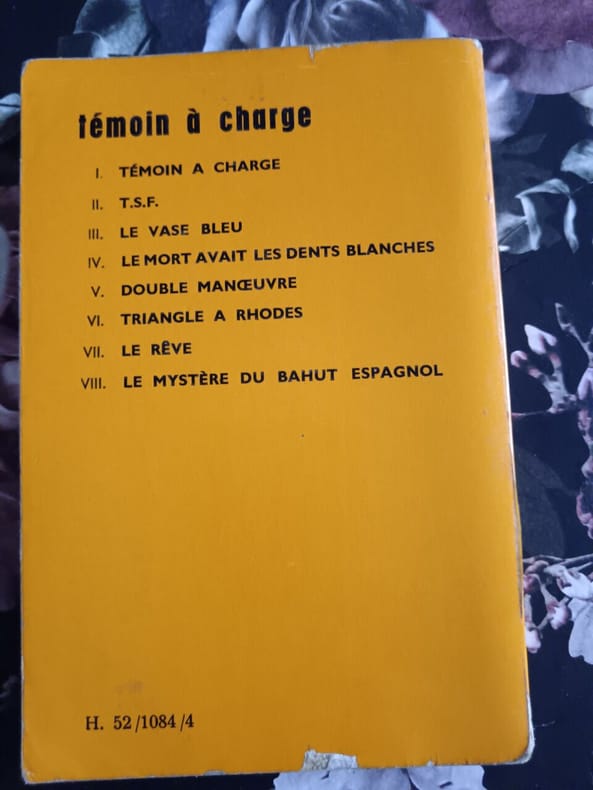 témoin à charge
I. TÉMOIN A CHARGE
II. T.S.F.
III. LE VASE BLEU
IV. LE MORT AVAIT LES DENTS BLANCHES
V. DOUBLE MANŒUVRE
VI. TRIANGLE A RHODES
VII. LE RÊVE
VIII. LE MYSTÈRE DU BAHUT ESPAGNOL
H. 52/1084/4